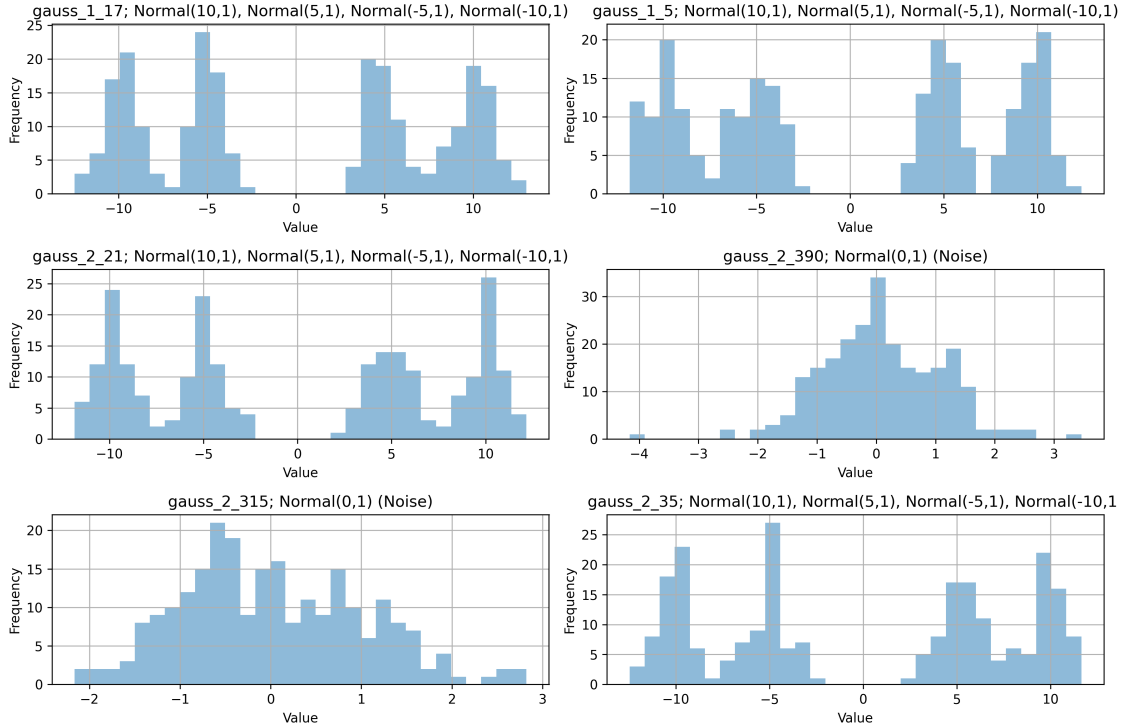 gauss_1_17; Normal(10,1), Normal(5,1), Normal(-5,1), Normal(-10,1)
25
20
15
10
5
0
Frequency
−10 −5 0 5 10
Value
gauss_1_5; Normal(10,1), Normal(5,1), Normal(-5,1), Normal(-10,1)
20
15
10
5
0
Frequency
−10 −5 0 5 10
Value
gauss_2_21; Normal(10,1), Normal(5,1), Normal(-5,1), Normal(-10,1)
25
20
15
10
5
0
Frequency
−10 −5 0 5 10
Value
gauss_2_390; Normal(0,1) (Noise)
30
20
10
0
Frequency
−4 −3 −2 −1 0 1 2 3
Value
gauss_2_315; Normal(0,1) (Noise)
20
15
10
5
0
Frequency
−2 −1 0 1 2 3
Value
gauss_2_35; Normal(10,1), Normal(5,1), Normal(-5,1), Normal(-10,1
25
20
15
10
5
0
Frequency
−10 −5 0 5 10
Value